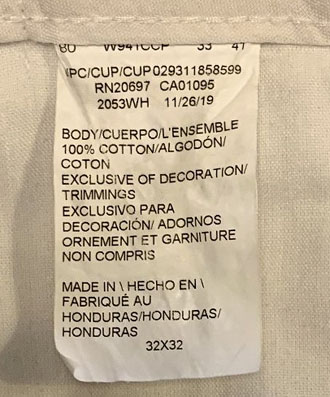 80 W941CCP 33 41
UPC/CUP/CUP029311858599
RN20697 CA01095
2053WH 11/26/19
BODY/CUERPO/L'ENSEMBLE
100% COTTON/ALGODÓN/
COTON
EXCLUSIVE OF DECORATION/
TRIMMINGS
EXCLUSIVO PARA
DECORACIÓN/ ADORNOS
ORNEMENT ET GARNITURE
NON COMPRIS
MADE IN \ HECHO EN \
FABRIQUÉ AU
HONDURAS/HONDURAS/
HONDURAS
32X32